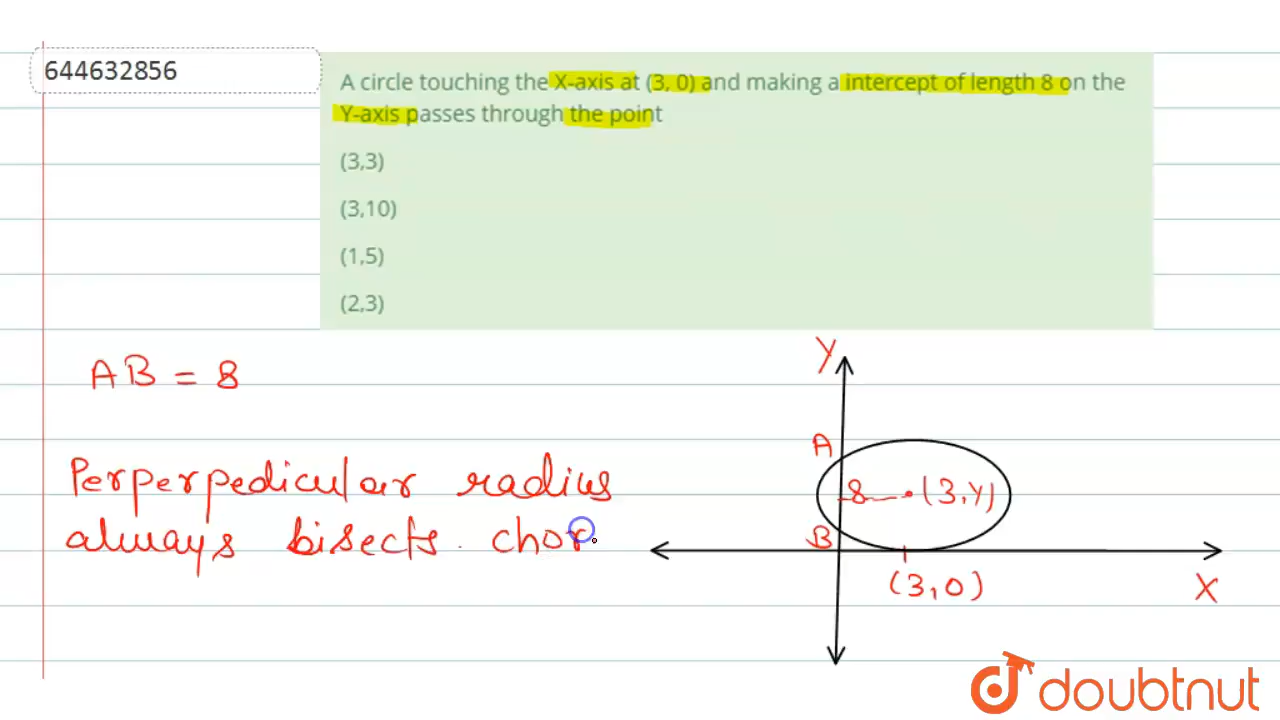 644632856
A circle touching the X-axis at (3, 0) and making a intercept of length 8 on the
Y-axis passes through the point
(3,3)
(3,10)
(1,5)
(2,3)
AB = 8
Perperpedicular radius
always bisects chor
Y
A
8 (3,Y)
B
(3,0)
X
doubtnut